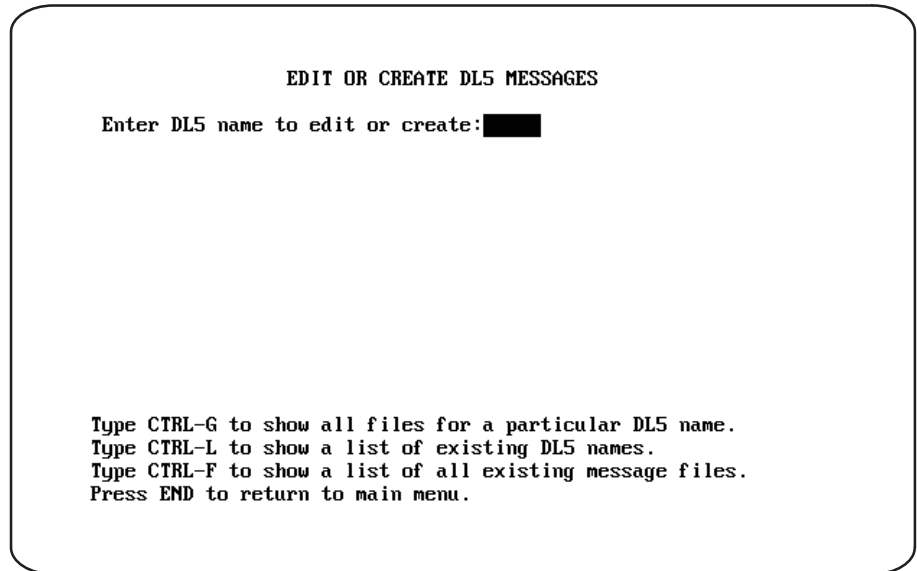 EDIT OR CREATE DL5 MESSAGES
Enter DL5 name to edit or create:
Type CTRL-G to show all files for a particular DL5 name.
Type CTRL-L to show a list of existing DL5 names.
Type CTRL-F to show a list of all existing message files.
Press END to return to main menu.